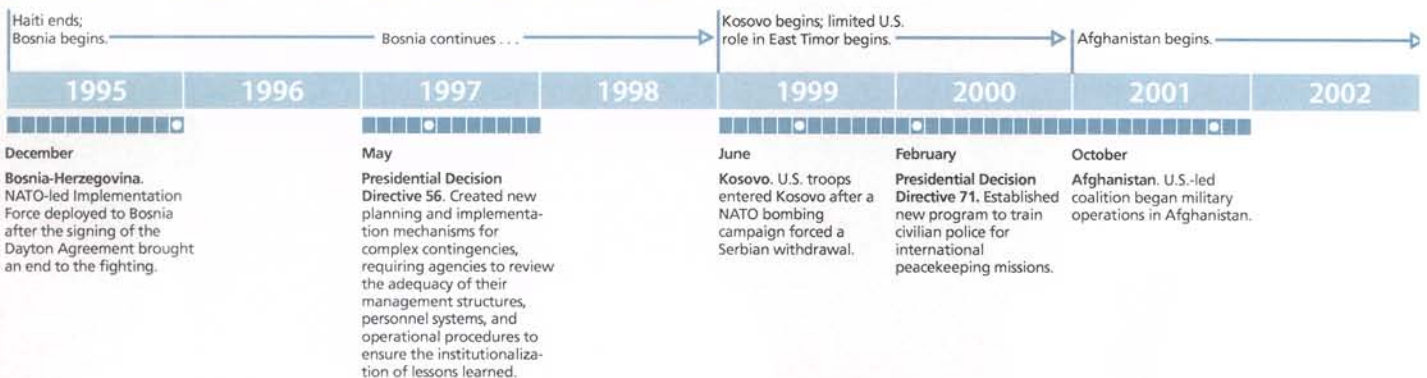 Haiti ends;
Bosnia begins.
Bosnia continues . . .
Kosovo begins; limited U.S.
role in East Timor begins.
Afghanistan begins.
1995
1996
1997
1998
1999
2000
2001
2002
December
Bosnia-Herzegovina.
NATO-led Implementation
Force deployed to Bosnia
after the signing of the
Dayton Agreement brought
an end to the fighting.
May
Presidential Decision
Directive 56. Created new
planning and implementa-
tion mechanisms for
complex contingencies,
requiring agencies to review
the adequacy of their
management structures,
personnel systems, and
operational procedures to
ensure the institutionaliza-
tion of lessons learned.
June
Kosovo. U.S. troops
entered Kosovo after a
NATO bombing
campaign forced a
Serbian withdrawal.
February
Presidential Decision
Directive 71. Established
new program to train
civilian police for
international
peacekeeping missions.
October
Afghanistan. U.S.-led
coalition began military
operations in Afghanistan.